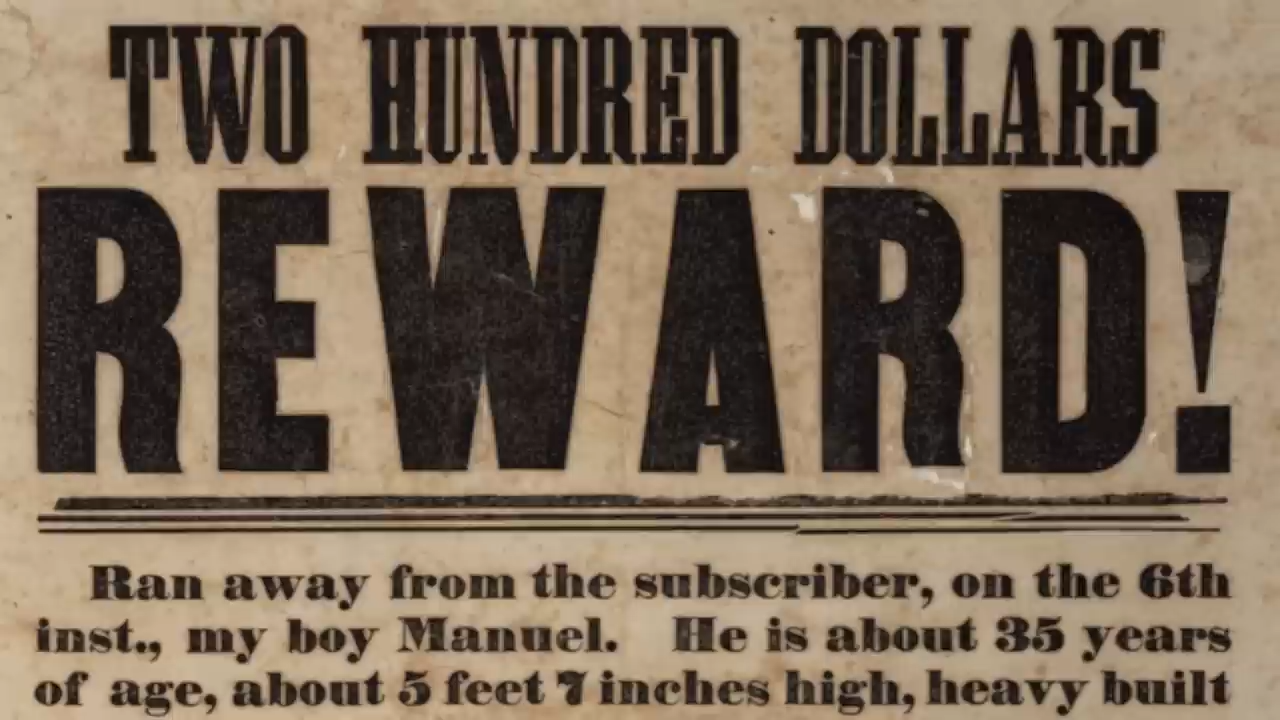 TWO HUNDRED DOLLARS
REWARD!
Ran away from the subscriber, on the 6th
inst., my boy Manuel. He is about 35 years
of age, about 5 feet 7 inches high, heavy built